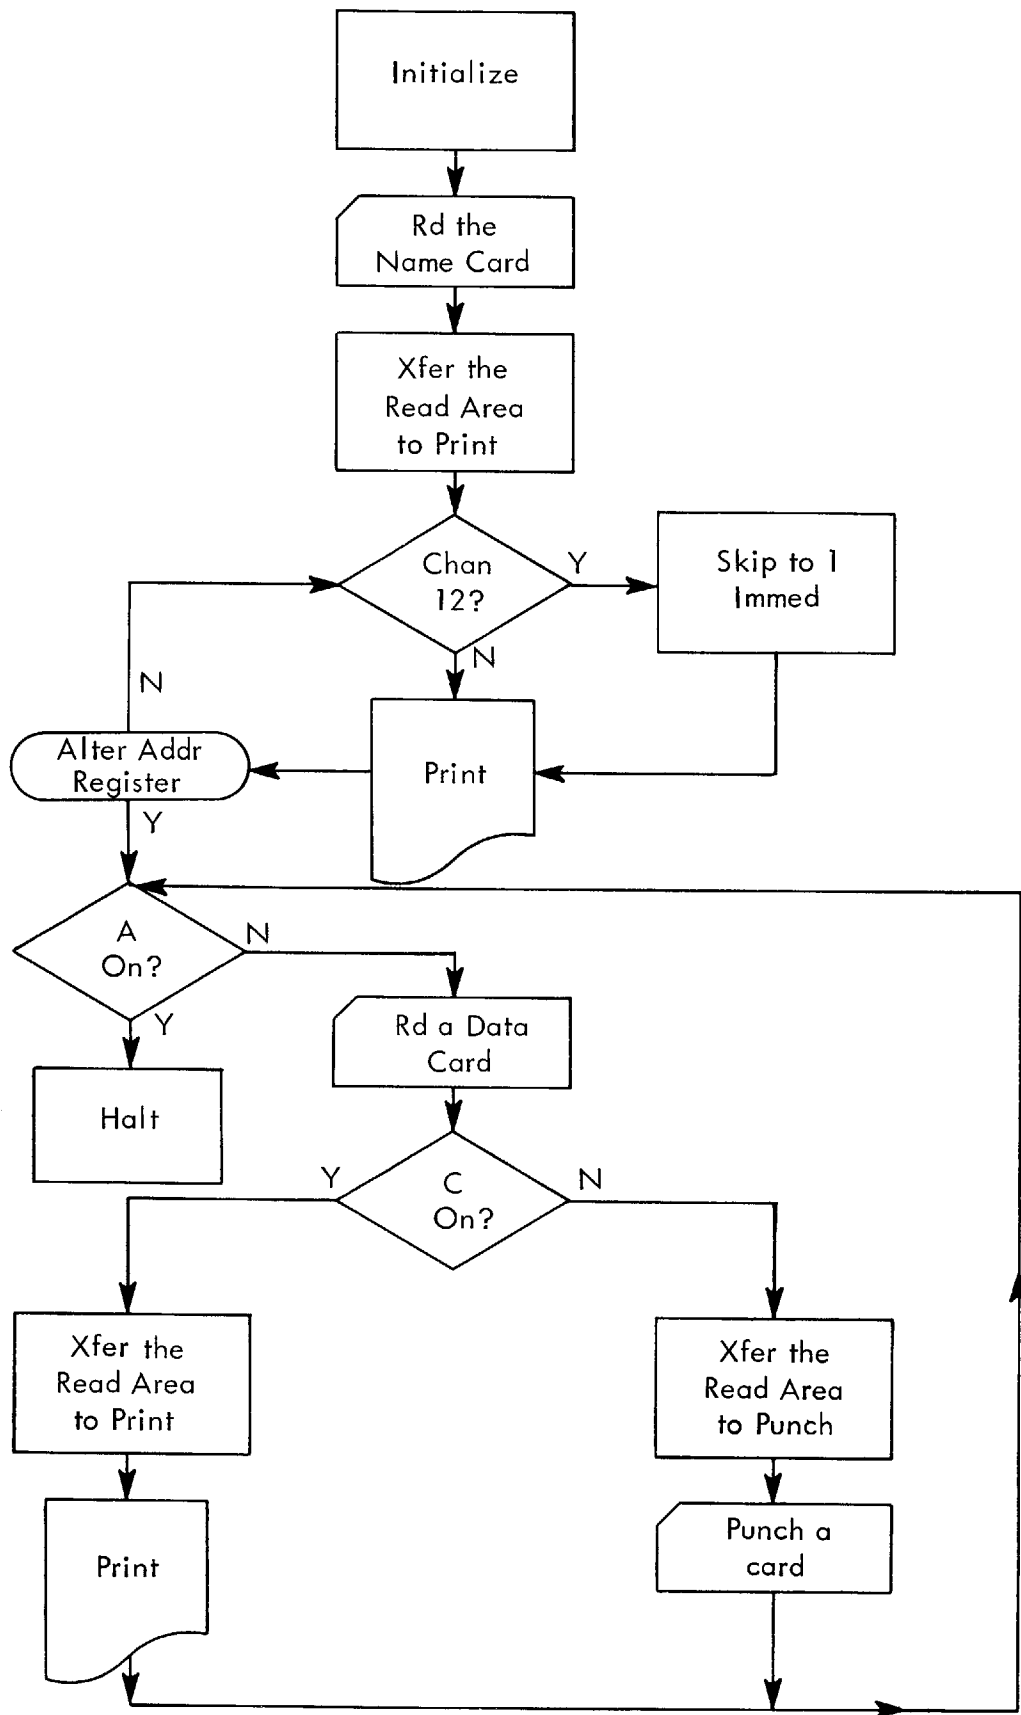 Initialize
Rd the
Name Card
Xfer the
Read Area
to Print
Chan
12?
Y
Skip to 1
Immed
N
N
Alter Addr
Register
Print
Y
A
On?
N
Y
Rd a Data
Card
Halt
C
On?
Y
N
Xfer the
Read Area
to Print
Xfer the
Read Area
to Punch
Print
Punch a
card